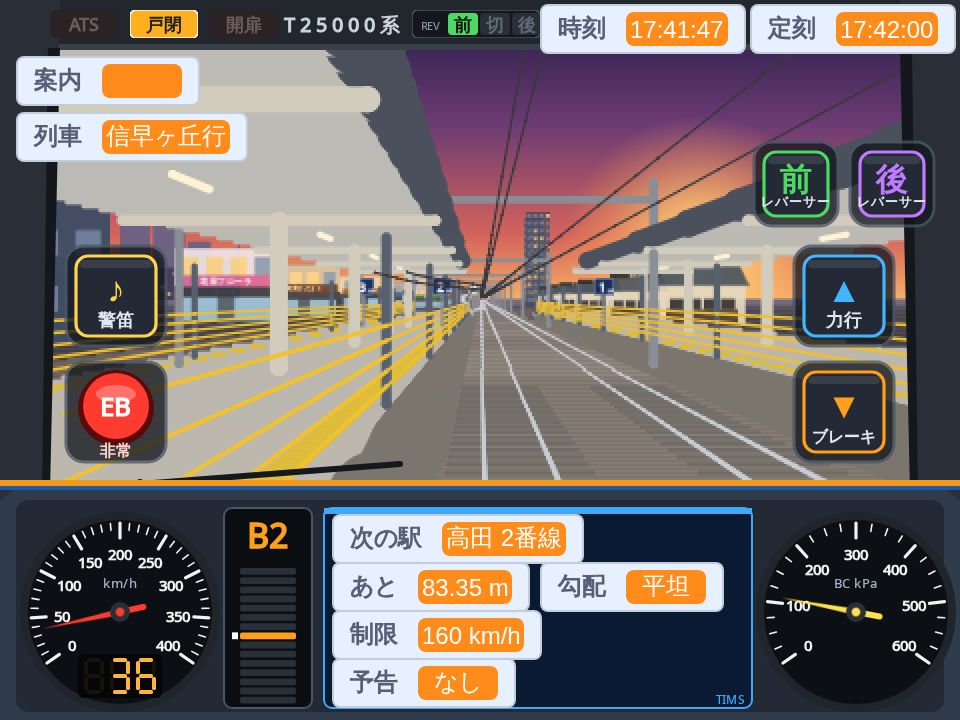 ATS 戸閉 開扉 T25000系 REV 前 切 後
時刻 17:41:47 定刻 17:42:00
案内
列車 信早ヶ丘行
前 レバーサー
後 レバーサー
3 2 1
♪ 警笛
▲ 力行
EB 非常
▼ ブレーキ
0 50 100 150 200 250 300 350 400
km/h
36
B2
次の駅 高田 2番線
あと 83.35 m 勾配 平坦
制限 160 km/h
予告 なし
TIMS
0 100 200 300 400 500 600
BC kPa